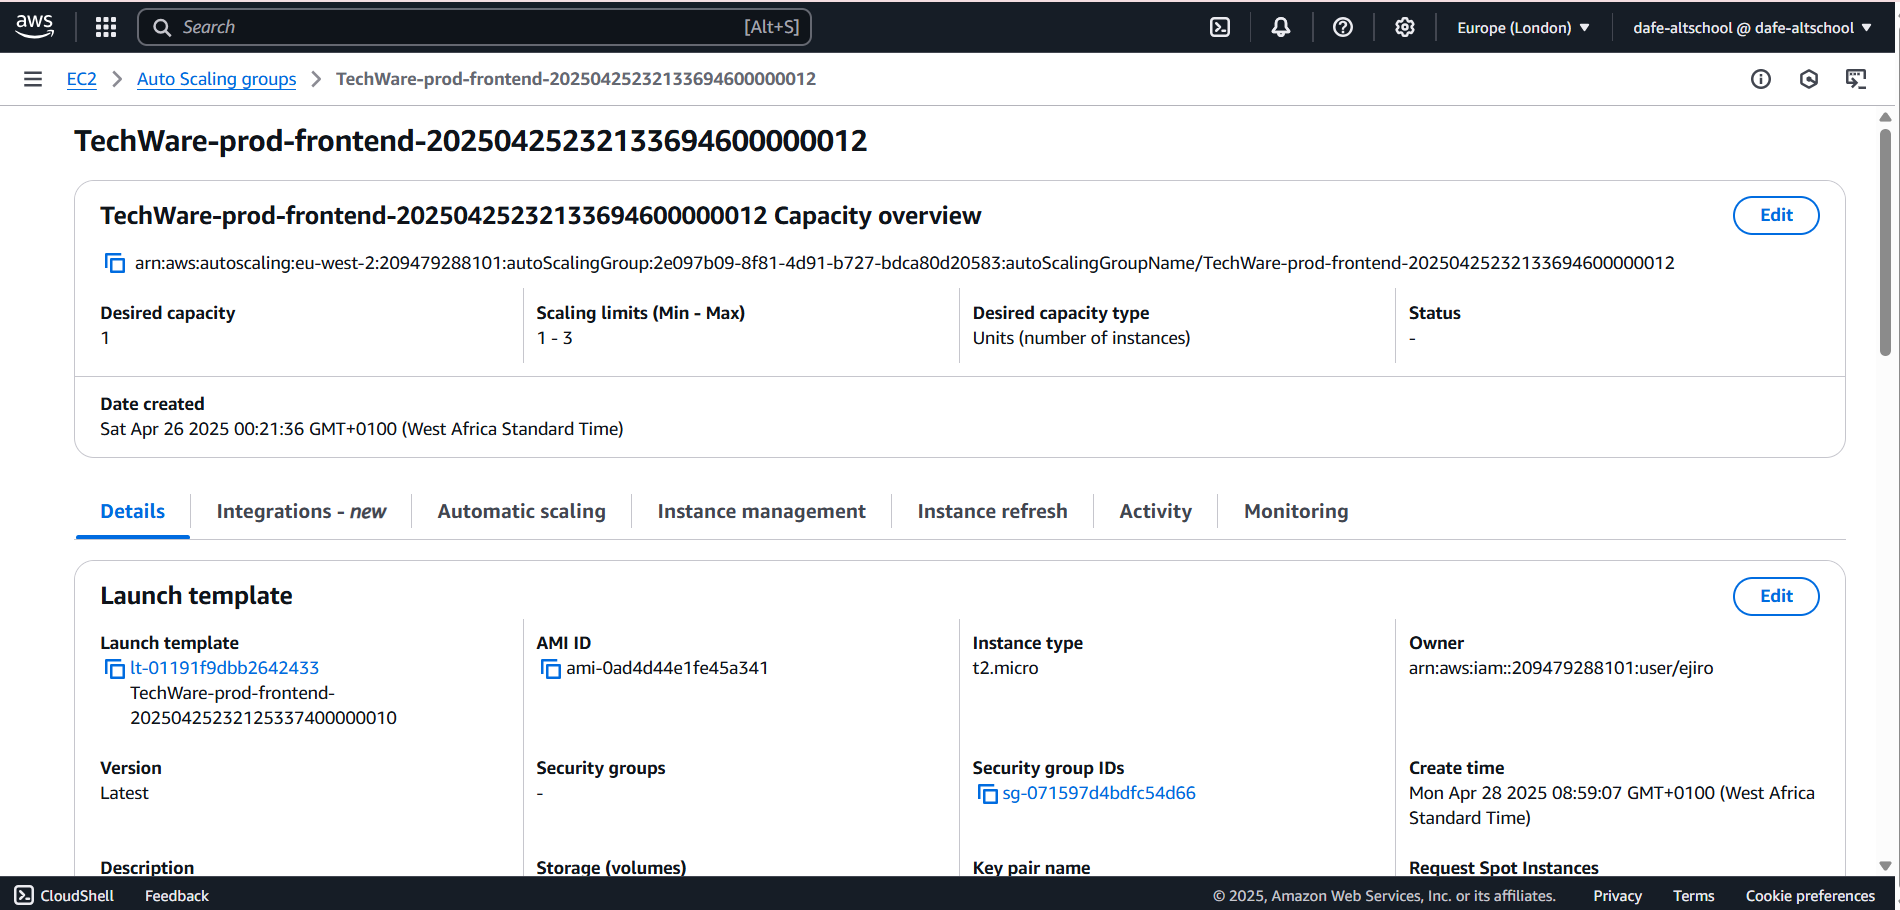 aws
Search
[Alt+S]
Europe (London)
dafe-altschool @ dafe-altschool
EC2
Auto Scaling groups
TechWare-prod-frontend-20250425232133694600000012
TechWare-prod-frontend-20250425232133694600000012
TechWare-prod-frontend-20250425232133694600000012 Capacity overview
Edit
arn:aws:autoscaling:eu-west-2:209479288101:autoScalingGroup:2e097b09-8f81-4d91-b727-bdca80d20583:autoScalingGroupName/TechWare-prod-frontend-20250425232133694600000012
Desired capacity
1
Scaling limits (Min - Max)
1 - 3
Desired capacity type
Units (number of instances)
Status
-
Date created
Sat Apr 26 2025 00:21:36 GMT+0100 (West Africa Standard Time)
Details
Integrations - new
Automatic scaling
Instance management
Instance refresh
Activity
Monitoring
Launch template
Edit
Launch template
lt-01191f9dbb2642433
TechWare-prod-frontend-
20250425232125337400000010
AMI ID
ami-0ad4d44e1fe45a341
Instance type
t2.micro
Owner
arn:aws:iam::209479288101:user/ejiro
Version
Latest
Security groups
-
Security group IDs
sg-071597d4bdfc54d66
Create time
Mon Apr 28 2025 08:59:07 GMT+0100 (West Africa
Standard Time)
Description
Storage (volumes)
Key pair name
Request Spot Instances
CloudShell
Feedback
© 2025, Amazon Web Services, Inc. or its affiliates.
Privacy
Terms
Cookie preferences